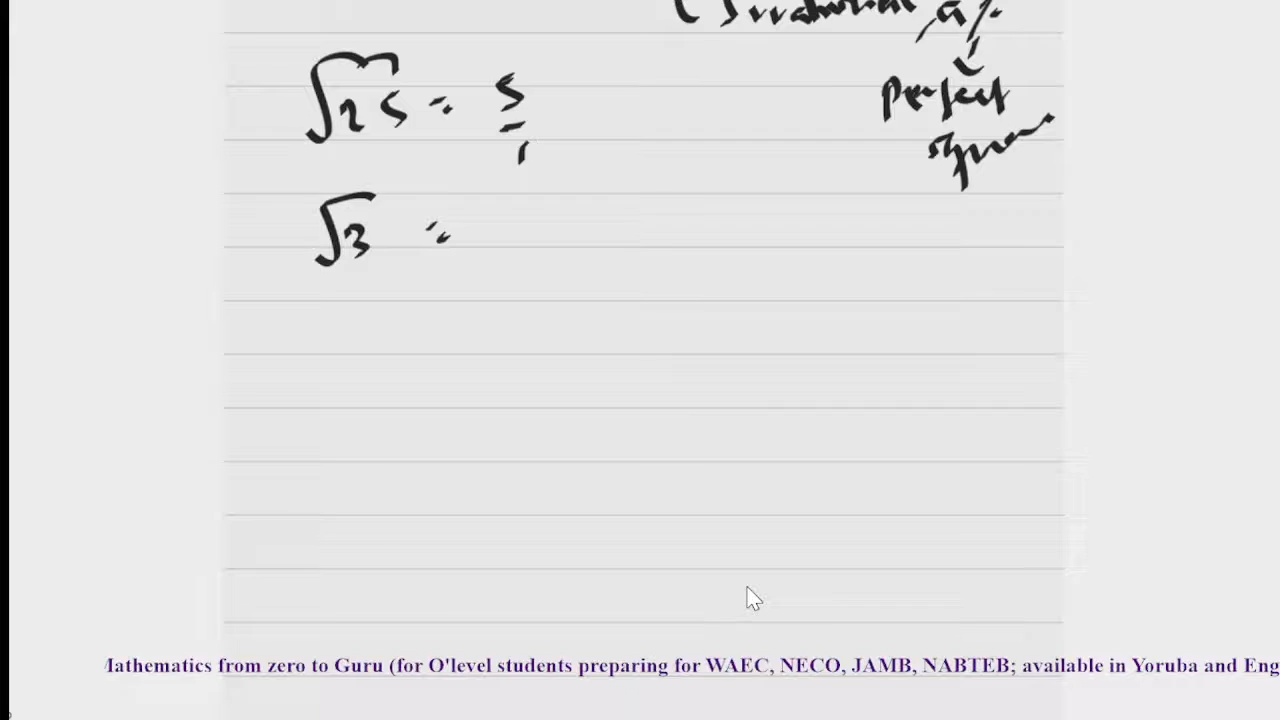 Perfect
square
√25 = 5/1
√3 =
Mathematics from zero to Guru (for O'level students preparing for WAEC, NECO, JAMB, NABTEB; available in Yoruba and Eng